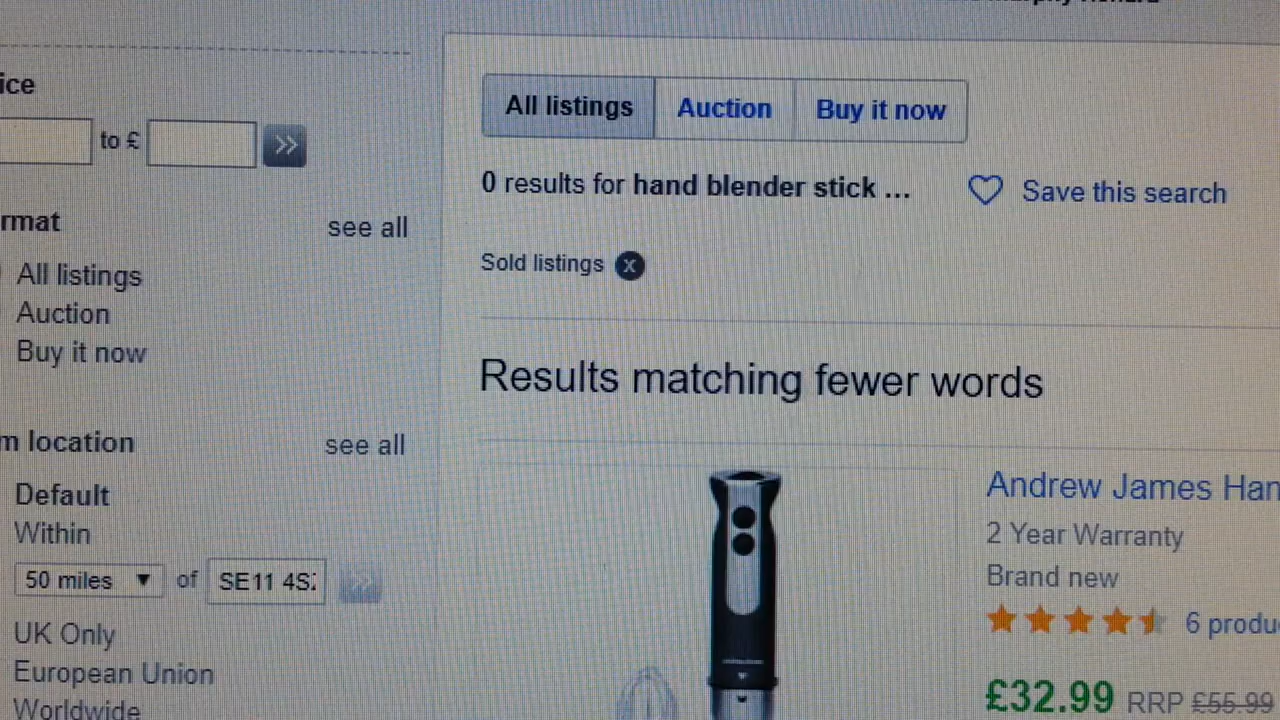 ice
to £
rmat
see all
All listings
Auction
Buy it now
m location
see all
Default
Within
50 miles
of
SE11 4S
UK Only
European Union
Worldwide
All listings
Auction
Buy it now
0 results for hand blender stick ...
Save this search
Sold listings
x
Results matching fewer words
Andrew James Han
2 Year Warranty
Brand new
6 produ
£32.99 RRP £55.99